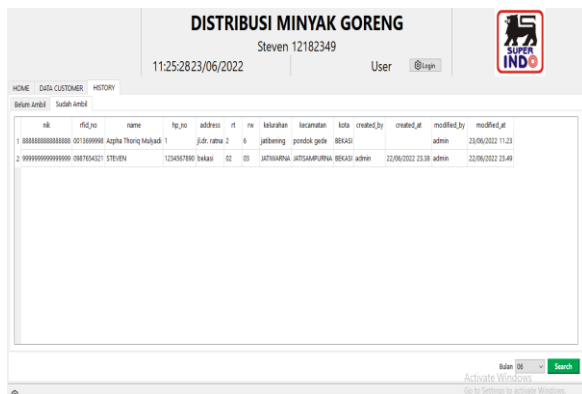 DISTRIBUSI MINYAK GORENG
Steven 12182349
11:25:2823/06/2022 User Login
SUPER
INDO
HOME DATA CUSTOMER HISTORY
Belum Ambil Sudah Ambil
nik rfid_no name hp_no address rt rw kelurahan kecamatan kota created_by created_at modified_by modified_at
1 8888888888888888 0013699998 Azpha Thoriq Mulyadi 1 jl.dr. ratna 2 6 jatibening pondok gede BEKASI admin 23/06/2022 11.23
2 9999999999999999 0987654321 STEVEN 1234567890 bekasi 02 03 JATIWARNA JATISAMPURNA BEKASI admin 22/06/2022 23.38 admin 22/06/2022 23.49
Bulan 06 Search
Activate Windows
Go to Settings to activate Windows.